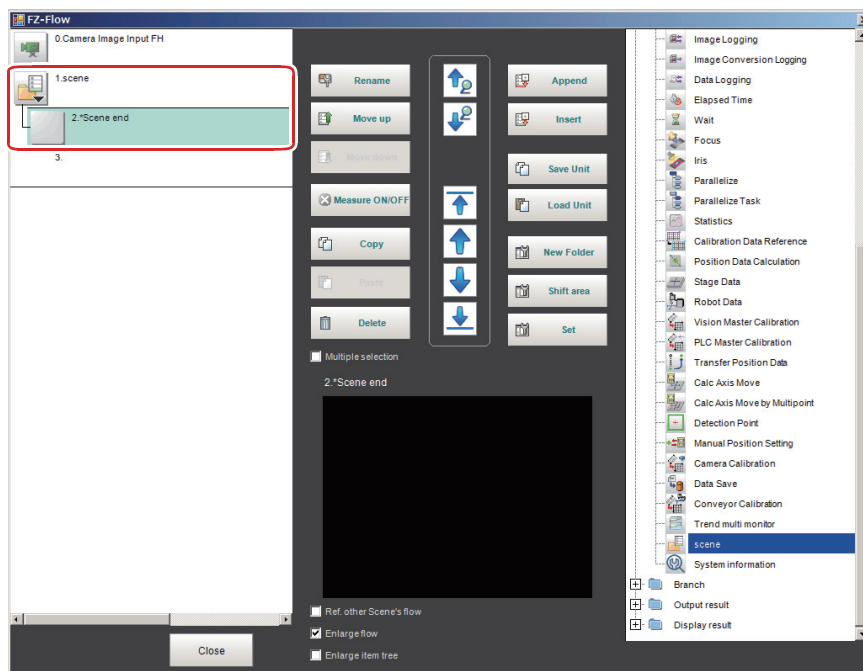 FZ-Flow
0.Camera Image Input FH
1.scene
2.*Scene end
3.
Close
Rename
Move up
Move down
Measure ON/OFF
Copy
Paste
Delete
Append
Insert
Save Unit
Load Unit
New Folder
Shift area
Set
Multiple selection
2.*Scene end
Ref. other Scene's flow
Enlarge flow
Enlarge item tree
Image Logging
Image Conversion Logging
Data Logging
Elapsed Time
Wait
Focus
Iris
Parallelize
Parallelize Task
Statistics
Calibration Data Reference
Position Data Calculation
Stage Data
Robot Data
Vision Master Calibration
PLC Master Calibration
Transfer Position Data
Calc Axis Move
Calc Axis Move by Multipoint
Detection Point
Manual Position Setting
Camera Calibration
Data Save
Conveyor Calibration
Trend multi monitor
scene
System information
Branch
Output result
Display result